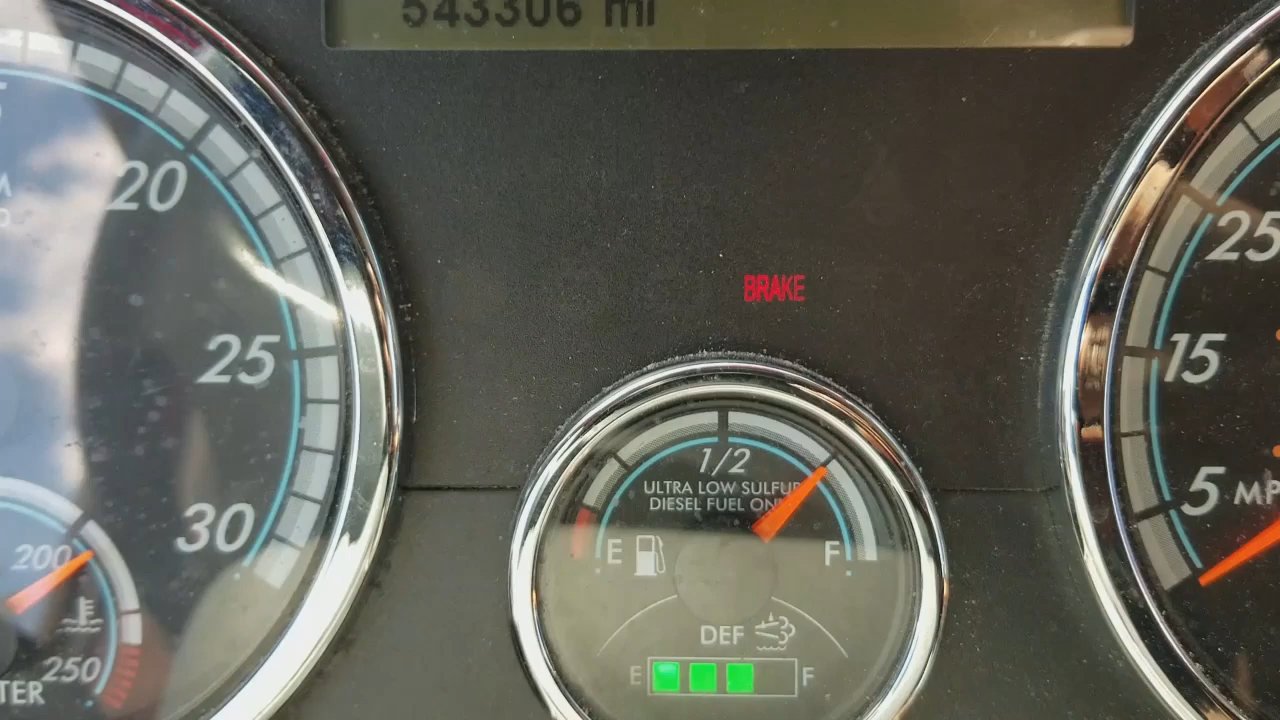 543306 mi
20
25
30
200
250
TER
BRAKE
1/2
ULTRA LOW SULFUR
DIESEL FUEL ONLY
E
F
DEF
E
F
25
15
5 MP